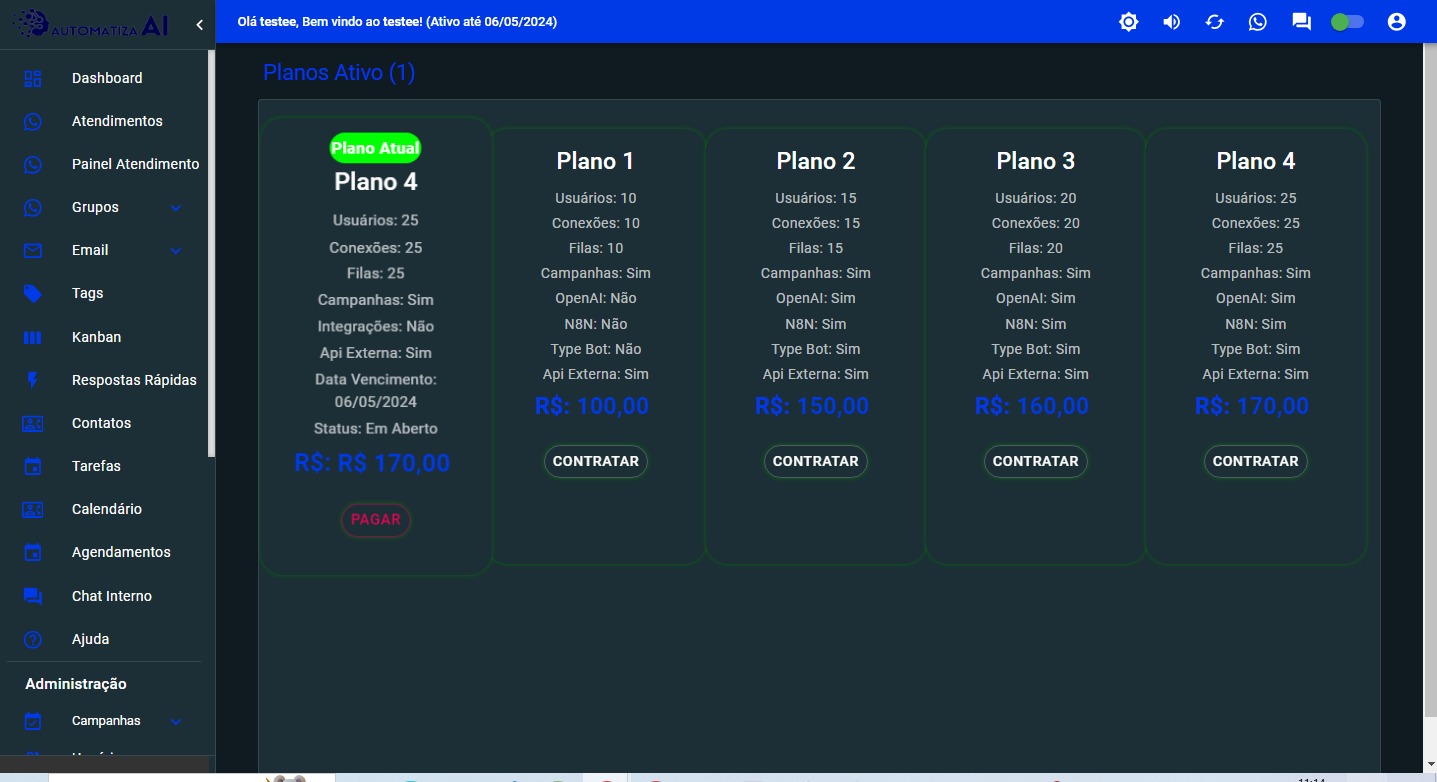 AUTOMATIZA AI
Olá testee, Bem vindo ao testee! (Ativo até 06/05/2024)
Dashboard
Atendimentos
Painel Atendimento
Grupos
Email
Tags
Kanban
Respostas Rápidas
Contatos
Tarefas
Calendário
Agendamentos
Chat Interno
Ajuda
Administração
Campanhas
Planos Ativo (1)
Plano Atual
Plano 4
Usuários: 25
Conexões: 25
Filas: 25
Campanhas: Sim
Integrações: Não
Api Externa: Sim
Data Vencimento:
06/05/2024
Status: Em Aberto
R$: R$ 170,00
PAGAR
Plano 1
Usuários: 10
Conexões: 10
Filas: 10
Campanhas: Sim
OpenAI: Não
N8N: Não
Type Bot: Não
Api Externa: Sim
R$: 100,00
CONTRATAR
Plano 2
Usuários: 15
Conexões: 15
Filas: 15
Campanhas: Sim
OpenAI: Sim
N8N: Sim
Type Bot: Sim
Api Externa: Sim
R$: 150,00
CONTRATAR
Plano 3
Usuários: 20
Conexões: 20
Filas: 20
Campanhas: Sim
OpenAI: Sim
N8N: Sim
Type Bot: Sim
Api Externa: Sim
R$: 160,00
CONTRATAR
Plano 4
Usuários: 25
Conexões: 25
Filas: 25
Campanhas: Sim
OpenAI: Sim
N8N: Sim
Type Bot: Sim
Api Externa: Sim
R$: 170,00
CONTRATAR